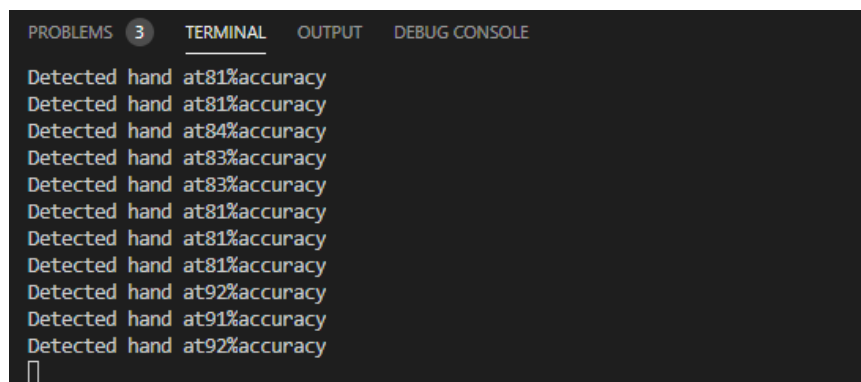 PROBLEMS 3 TERMINAL OUTPUT DEBUG CONSOLE
Detected hand at81%accuracy
Detected hand at81%accuracy
Detected hand at84%accuracy
Detected hand at83%accuracy
Detected hand at83%accuracy
Detected hand at81%accuracy
Detected hand at81%accuracy
Detected hand at81%accuracy
Detected hand at92%accuracy
Detected hand at91%accuracy
Detected hand at92%accuracy